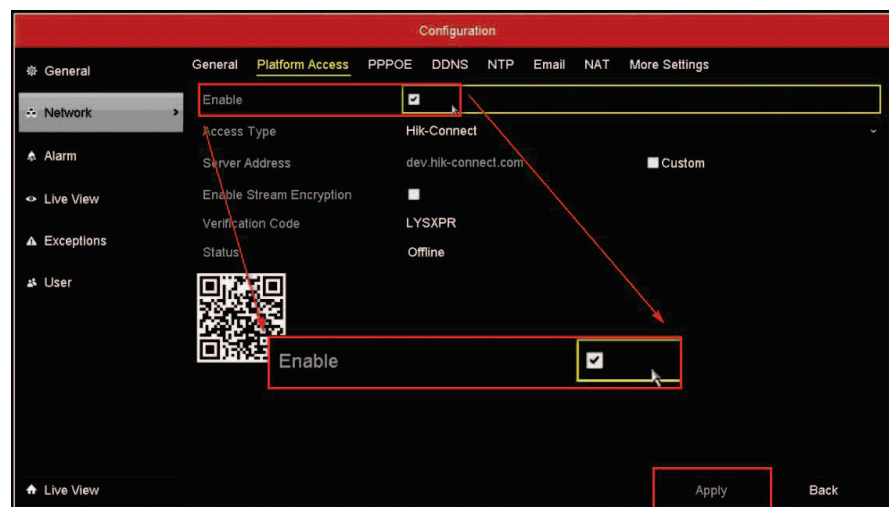 Configuration
General Platform Access PPPOE DDNS NTP Email NAT More Settings
General
Network
Alarm
Live View
Exceptions
User
Enable
Access Type Hik-Connect
Server Address dev.hik-connect.com Custom
Enable Stream Encryption
Verification Code LYSXPR
Status Offline
Enable
Live View
Apply Back